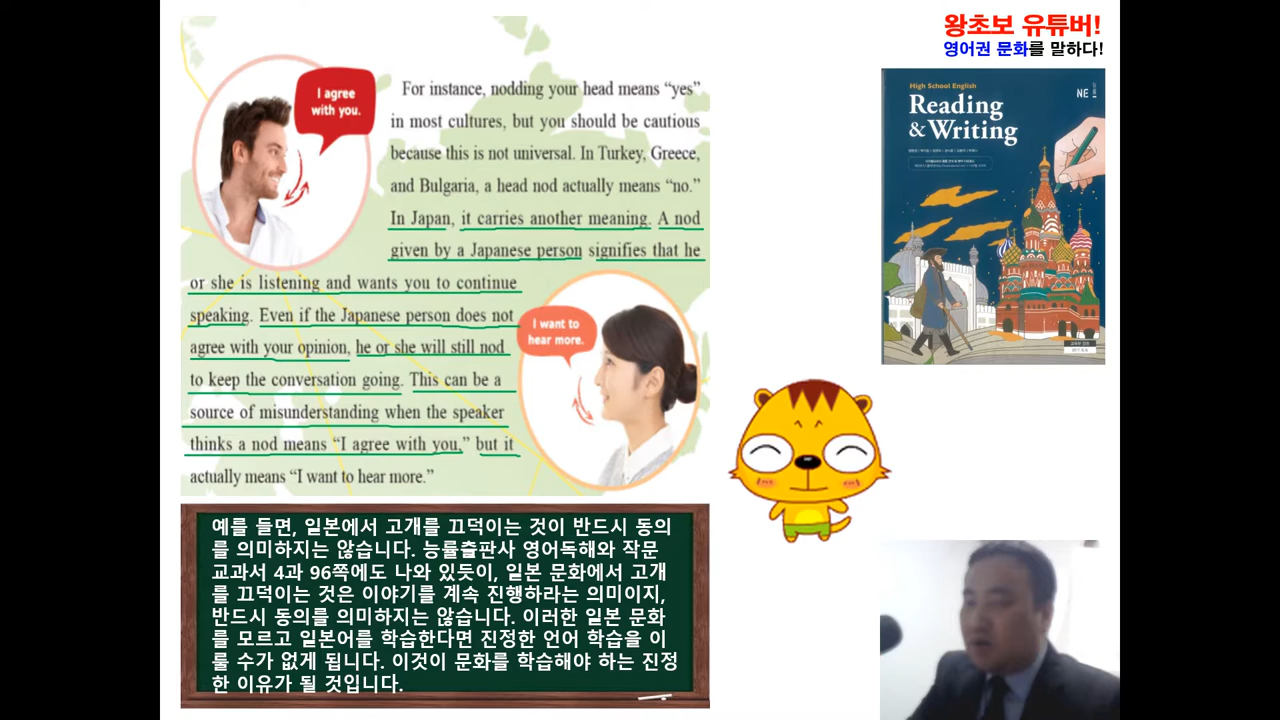 왕초보 유튜버!
영어권 문화를 말하다!
I agree
with you.
For instance, nodding your head means “yes”
in most cultures, but you should be cautious
because this is not universal. In Turkey, Greece,
and Bulgaria, a head nod actually means “no.”
In Japan, it carries another meaning. A nod
given by a Japanese person signifies that he
or she is listening and wants you to continue
speaking. Even if the Japanese person does not
agree with your opinion, he or she will still nod
to keep the conversation going. This can be a
source of misunderstanding when the speaker
thinks a nod means “I agree with you,” but it
actually means “I want to hear more.”
I want to
hear more.
High School English
Reading
& Writing
NE
예를 들면, 일본에서 고개를 끄덕이는 것이 반드시 동의
를 의미하지는 않습니다. 능률출판사 영어독해와 작문
교과서 4과 96쪽에도 나와 있듯이, 일본 문화에서 고개
를 끄덕이는 것은 이야기를 계속 진행하라는 의미이지,
반드시 동의를 의미하지는 않습니다. 이러한 일본 문화
를 모르고 일본어를 학습한다면 진정한 언어 학습을 이
룰 수가 없게 됩니다. 이것이 문화를 학습해야 하는 진정
한 이유가 될 것입니다.